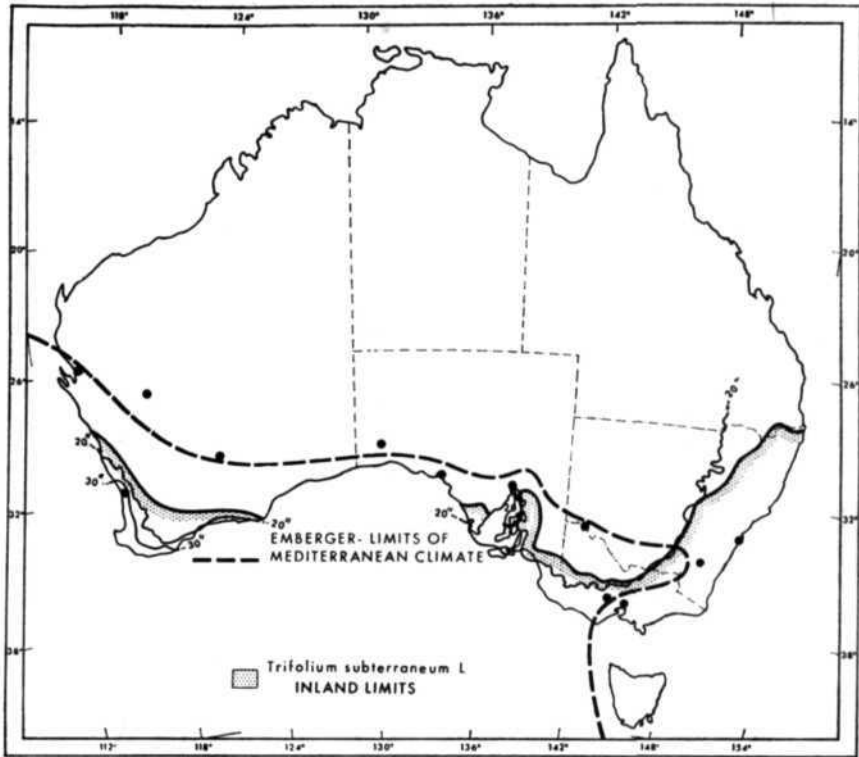 118° 124° 130° 136° 142° 148°
14° 14°
20° 20°
26° 20" 26°
20"
30"
32° 20" 32°
30" 20"
EMBERGER- LIMITS OF
MEDITERRANEAN CLIMATE
38° 38°
Trifolium subterraneum L
INLAND LIMITS
112° 118° 124° 130° 136° 142° 148° 154°